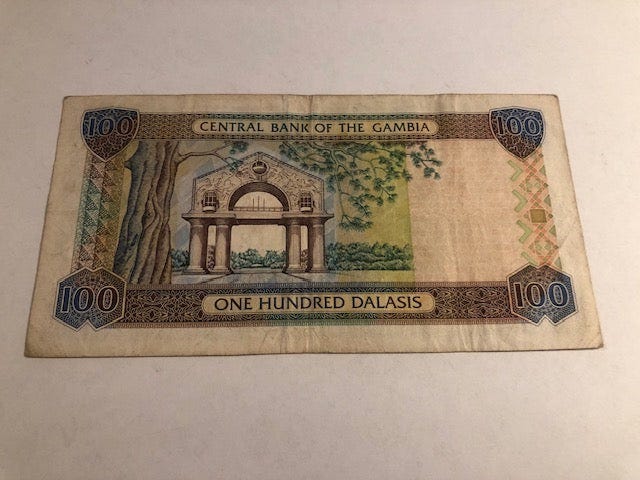 100 CENTRAL BANK OF THE GAMBIA 100
100 ONE HUNDRED DALASIS 100